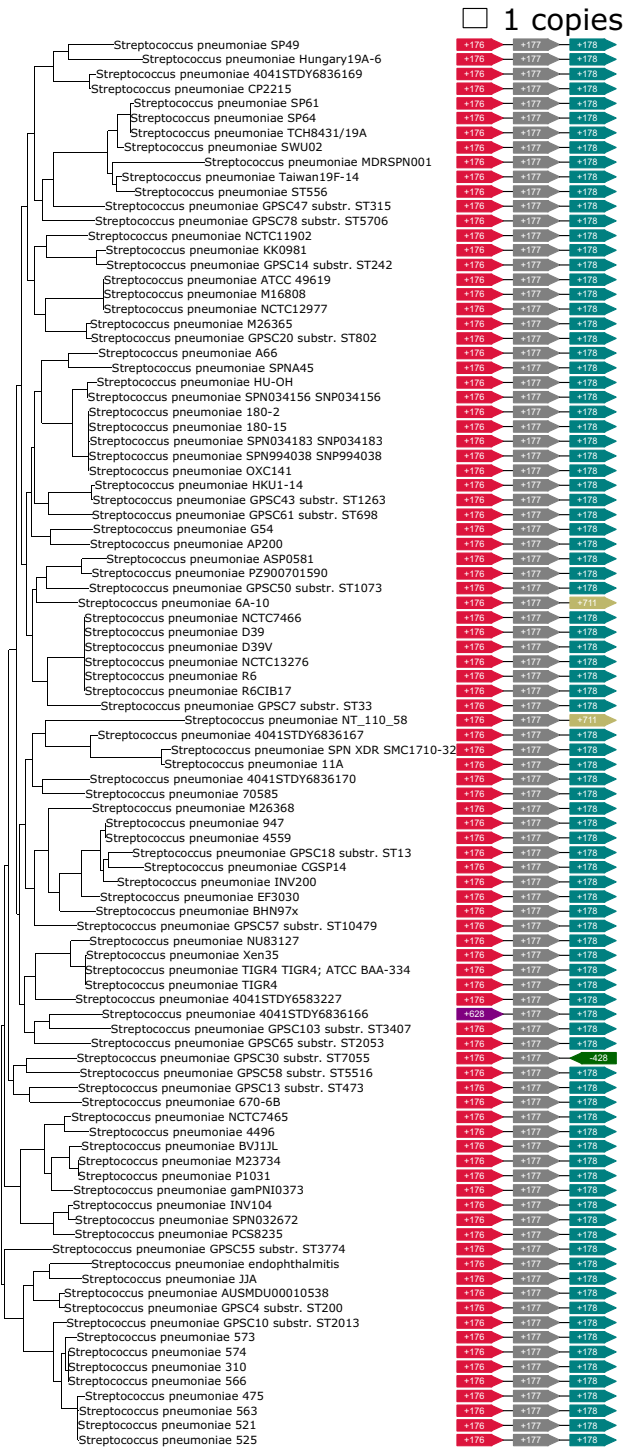 1 copies
Streptococcus pneumoniae SP49 +176 +177 +178
Streptococcus pneumoniae Hungary19A-6 +176 +177 +178
Streptococcus pneumoniae 4041STDY6836169 +176 +177 +178
Streptococcus pneumoniae CP2215 +176 +177 +178
Streptococcus pneumoniae SP61 +176 +177 +178
Streptococcus pneumoniae SP64 +176 +177 +178
Streptococcus pneumoniae TCH8431/19A +176 +177 +178
Streptococcus pneumoniae SWU02 +176 +177 +178
Streptococcus pneumoniae MDRSPN001 +176 +177 +178
Streptococcus pneumoniae Taiwan19F-14 +176 +177 +178
Streptococcus pneumoniae ST556 +176 +177 +178
Streptococcus pneumoniae GPSC47 substr. ST315 +176 +177 +178
Streptococcus pneumoniae GPSC78 substr. ST5706 +176 +177 +178
Streptococcus pneumoniae NCTC11902 +176 +177 +178
Streptococcus pneumoniae KK0981 +176 +177 +178
Streptococcus pneumoniae GPSC14 substr. ST242 +176 +177 +178
Streptococcus pneumoniae ATCC 49619 +176 +177 +178
Streptococcus pneumoniae M16808 +176 +177 +178
Streptococcus pneumoniae NCTC12977 +176 +177 +178
Streptococcus pneumoniae M26365 +176 +177 +178
Streptococcus pneumoniae GPSC20 substr. ST802 +176 +177 +178
Streptococcus pneumoniae A66 +176 +177 +178
Streptococcus pneumoniae SPNA45 +176 +177 +178
Streptococcus pneumoniae HU-OH +176 +177 +178
Streptococcus pneumoniae SPN034156 SNP034156 +176 +177 +178
Streptococcus pneumoniae 180-2 +176 +177 +178
Streptococcus pneumoniae 180-15 +176 +177 +178
Streptococcus pneumoniae SPN034183 SNP034183 +176 +177 +178
Streptococcus pneumoniae SPN994038 SNP994038 +176 +177 +178
Streptococcus pneumoniae OXC141 +176 +177 +178
Streptococcus pneumoniae HKU1-14 +176 +177 +178
Streptococcus pneumoniae GPSC43 substr. ST1263 +176 +177 +178
Streptococcus pneumoniae GPSC61 substr. ST698 +176 +177 +178
Streptococcus pneumoniae G54 +176 +177 +178
Streptococcus pneumoniae AP200 +176 +177 +178
Streptococcus pneumoniae ASP0581 +176 +177 +178
Streptococcus pneumoniae PZ900701590 +176 +177 +178
Streptococcus pneumoniae GPSC50 substr. ST1073 +176 +177 +178
Streptococcus pneumoniae 6A-10 +176 +177 +711
Streptococcus pneumoniae NCTC7466 +176 +177 +178
Streptococcus pneumoniae D39 +176 +177 +178
Streptococcus pneumoniae D39V +176 +177 +178
Streptococcus pneumoniae NCTC13276 +176 +177 +178
Streptococcus pneumoniae R6 +176 +177 +178
Streptococcus pneumoniae R6CIB17 +176 +177 +178
Streptococcus pneumoniae GPSC7 substr. ST33 +176 +177 +178
Streptococcus pneumoniae NT_110_58 +176 +177 +711
Streptococcus pneumoniae 4041STDY6836167 +176 +177 +178
Streptococcus pneumoniae SPN XDR SMC1710-32 +176 +177 +178
Streptococcus pneumoniae 11A +176 +177 +178
Streptococcus pneumoniae 4041STDY6836170 +176 +177 +178
Streptococcus pneumoniae 70585 +176 +177 +178
Streptococcus pneumoniae M26368 +176 +177 +178
Streptococcus pneumoniae 947 +176 +177 +178
Streptococcus pneumoniae 4559 +176 +177 +178
Streptococcus pneumoniae GPSC18 substr. ST13 +176 +177 +178
Streptococcus pneumoniae CGSP14 +176 +177 +178
Streptococcus pneumoniae INV200 +176 +177 +178
Streptococcus pneumoniae EF3030 +176 +177 +178
Streptococcus pneumoniae BHN97x +176 +177 +178
Streptococcus pneumoniae GPSC57 substr. ST10479 +176 +177 +178
Streptococcus pneumoniae NU83127 +176 +177 +178
Streptococcus pneumoniae Xen35 +176 +177 +178
Streptococcus pneumoniae TIGR4 TIGR4; ATCC BAA-334 +176 +177 +178
Streptococcus pneumoniae TIGR4 +176 +177 +178
Streptococcus pneumoniae 4041STDY6583227 +176 +177 +178
Streptococcus pneumoniae 4041STDY6836166 +628 +177 +178
Streptococcus pneumoniae GPSC103 substr. ST3407 +176 +177 +178
Streptococcus pneumoniae GPSC65 substr. ST2053 +176 +177 +178
Streptococcus pneumoniae GPSC30 substr. ST7055 +176 +177 -428
Streptococcus pneumoniae GPSC58 substr. ST5516 +176 +177 +178
Streptococcus pneumoniae GPSC13 substr. ST473 +176 +177 +178
Streptococcus pneumoniae 670-6B +176 +177 +178
Streptococcus pneumoniae NCTC7465 +176 +177 +178
Streptococcus pneumoniae 4496 +176 +177 +178
Streptococcus pneumoniae BVJ1JL +176 +177 +178
Streptococcus pneumoniae M23734 +176 +177 +178
Streptococcus pneumoniae P1031 +176 +177 +178
Streptococcus pneumoniae gamPNI0373 +176 +177 +178
Streptococcus pneumoniae INV104 +176 +177 +178
Streptococcus pneumoniae SPN032672 +176 +177 +178
Streptococcus pneumoniae PCS8235 +176 +177 +178
Streptococcus pneumoniae GPSC55 substr. ST3774 +176 +177 +178
Streptococcus pneumoniae endophthalmitis +176 +177 +178
Streptococcus pneumoniae JJA +176 +177 +178
Streptococcus pneumoniae AUSMDU00010538 +176 +177 +178
Streptococcus pneumoniae GPSC4 substr. ST200 +176 +177 +178
Streptococcus pneumoniae GPSC10 substr. ST2013 +176 +177 +178
Streptococcus pneumoniae 573 +176 +177 +178
Streptococcus pneumoniae 574 +176 +177 +178
Streptococcus pneumoniae 310 +176 +177 +178
Streptococcus pneumoniae 566 +176 +177 +178
Streptococcus pneumoniae 475 +176 +177 +178
Streptococcus pneumoniae 563 +176 +177 +178
Streptococcus pneumoniae 521 +176 +177 +178
Streptococcus pneumoniae 525 +176 +177 +178